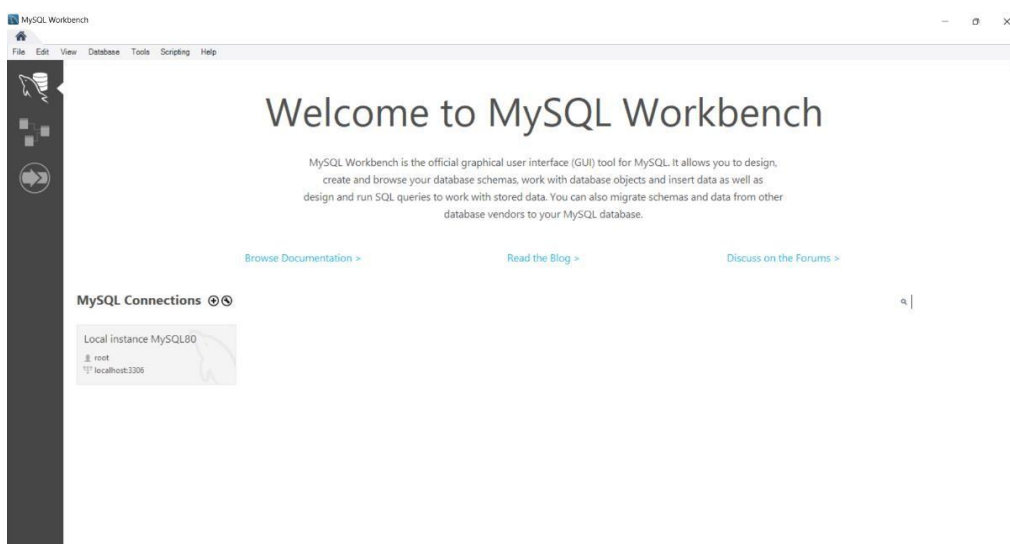 MySQL Workbench
File Edit View Database Tools Scripting Help
Welcome to MySQL Workbench
MySQL Workbench is the official graphical user interface (GUI) tool for MySQL. It allows you to design,
create and browse your database schemas, work with database objects and insert data as well as
design and run SQL queries to work with stored data. You can also migrate schemas and data from other
database vendors to your MySQL database.
Browse Documentation > Read the Blog > Discuss on the Forums >
MySQL Connections
Local instance MySQL80
root
localhost:3306